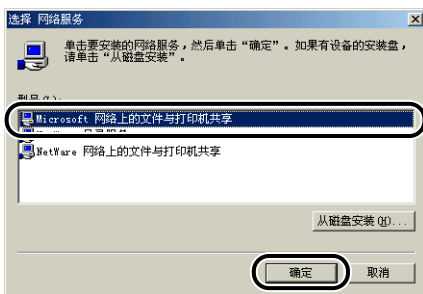 选择 网络服务
单击要安装的网络服务，然后单击“确定”。如果有设备的安装盘，
请单击“从磁盘安装”。
Microsoft 网络上的文件与打印机共享
NetWare 网络上的文件与打印机共享
从磁盘安装(H)...
确定
取消